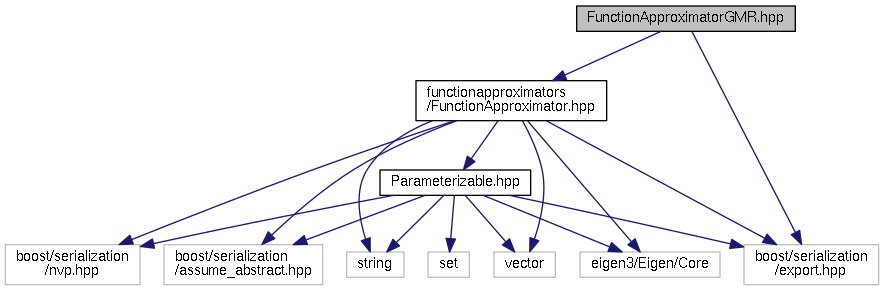 FunctionApproximatorGMR.hpp
functionapproximators
/FunctionApproximator.hpp
Parameterizable.hpp
boost/serialization
/nvp.hpp
boost/serialization
/assume_abstract.hpp
string
set
vector
eigen3/Eigen/Core
boost/serialization
/export.hpp